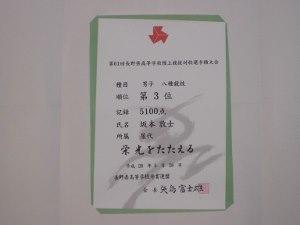 第61回長野県高等学校陸上競技対校選手権大会
種目 男子 八種競技
順位 第3位
記録 5100点
氏名 坂本敦士
所属 屋代
栄光をたたえる
平成
長野県高等学校体育連盟
会長 矢島富士雄